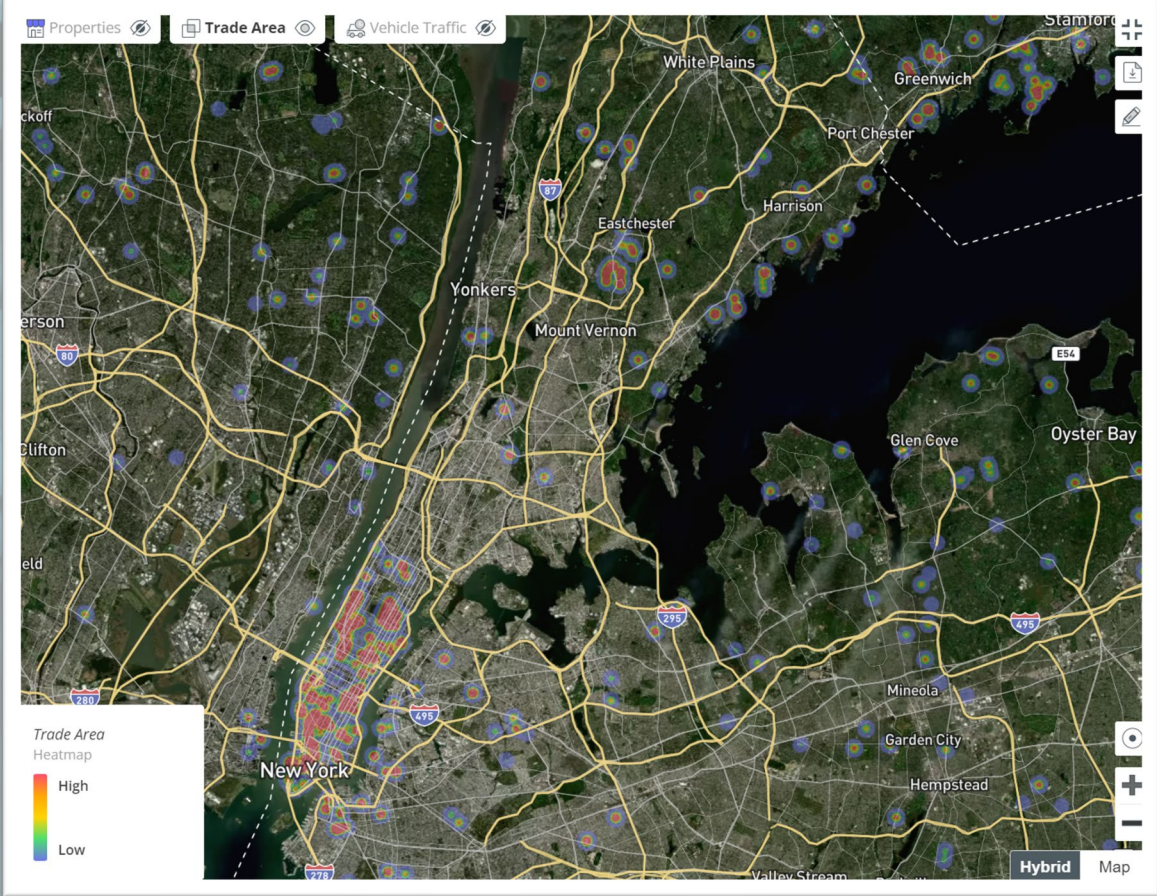 Properties
Trade Area
Vehicle Traffic
Stamford
White Plains
Greenwich
ckoff
Port Chester
87
Harrison
Eastchester
Yonkers
erson
Mount Vernon
80
E54
Oyster Bay
Glen Cove
Clifton
eld
295
495
280
Mineola
495
Trade Area
Garden City
Heatmap
New York
High
Hempstead
Low
Hybrid
Map
278
Valley Stream